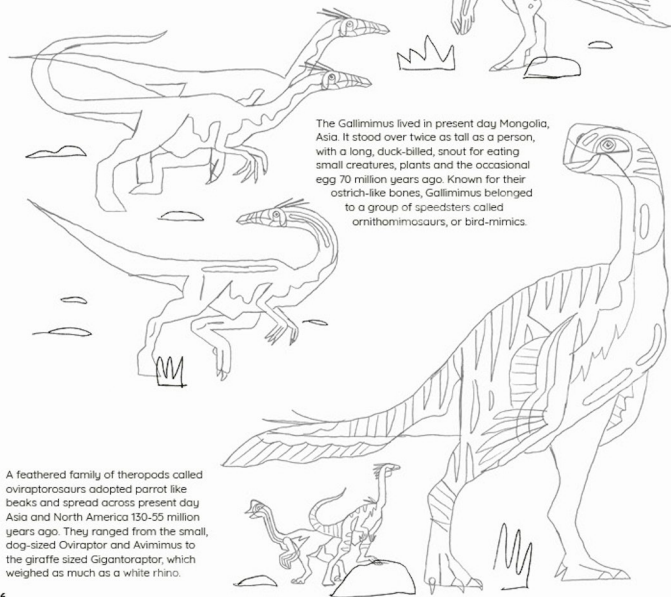 The Gallimimus lived in present day Mongolia,
Asia. It stood over twice as tall as a person,
with a long, duck-billed, snout for eating
small creatures, plants and the occasional
egg 70 million years ago. Known for their
ostrich-like bones, Gallimimus belonged
to a group of speedsters called
ornithomimosaurs, or bird-mimics.
A feathered family of theropods called
oviraptorosaurs adopted parrot like
beaks and spread across present day
Asia and North America 130-55 million
years ago. They ranged from the small,
dog-sized Oviraptor and Avimimus to
the giraffe sized Gigantoraptor, which
weighed as much as a white rhino.